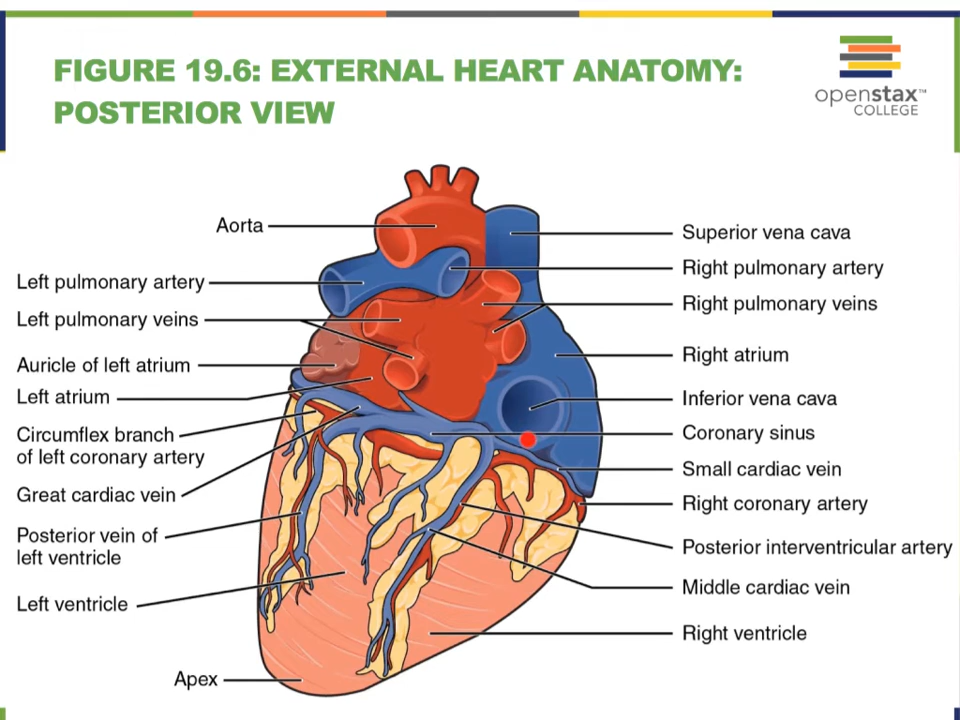 FIGURE 19.6: EXTERNAL HEART ANATOMY:
POSTERIOR VIEW
openstax™
COLLEGE
Aorta
Left pulmonary artery
Left pulmonary veins
Auricle of left atrium
Left atrium
Circumflex branch
of left coronary artery
Great cardiac vein
Posterior vein of
left ventricle
Left ventricle
Apex
Superior vena cava
Right pulmonary artery
Right pulmonary veins
Right atrium
Inferior vena cava
Coronary sinus
Small cardiac vein
Right coronary artery
Posterior interventricular artery
Middle cardiac vein
Right ventricle